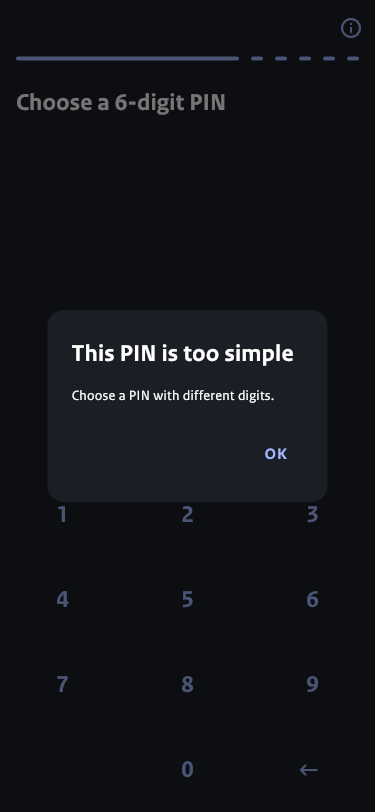 Choose a 6-digit PIN
This PIN is too simple
Choose a PIN with different digits.
OK
1 2 3
4 5 6
7 8 9
0